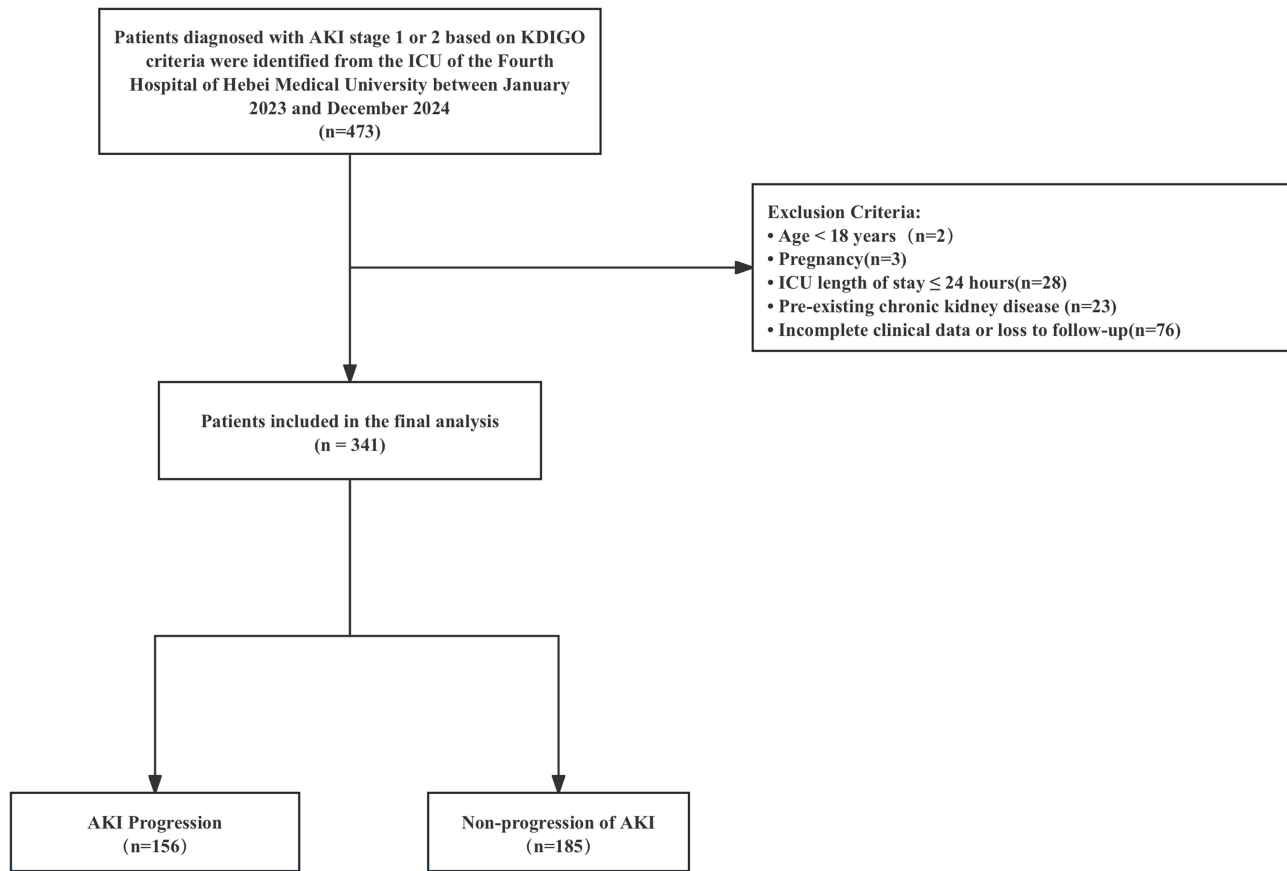 Patients diagnosed with AKI stage 1 or 2 based on KDIGO
criteria were identified from the ICU of the Fourth
Hospital of Hebei Medical University between January
2023 and December 2024
(n=473)
Exclusion Criteria:
• Age < 18 years（n=2）
• Pregnancy(n=3)
• ICU length of stay ≤ 24 hours(n=28)
• Pre-existing chronic kidney disease (n=23)
• Incomplete clinical data or loss to follow-up(n=76)
Patients included in the final analysis
(n = 341)
AKI Progression
（n=156）
Non-progression of AKI
（n=185）